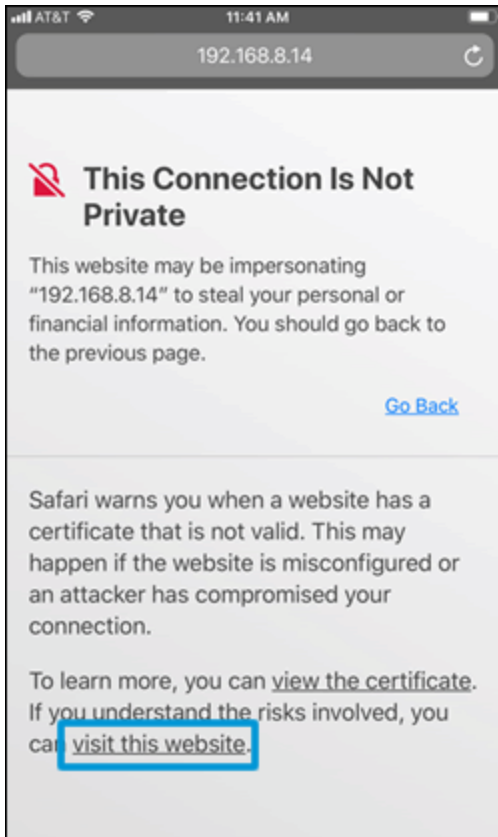 AT&T 11:41 AM
192.168.8.14
This Connection Is Not
Private
This website may be impersonating
“192.168.8.14” to steal your personal or
financial information. You should go back to
the previous page.
Go Back
Safari warns you when a website has a
certificate that is not valid. This may
happen if the website is misconfigured or
an attacker has compromised your
connection.
To learn more, you can view the certificate.
If you understand the risks involved, you
can visit this website.